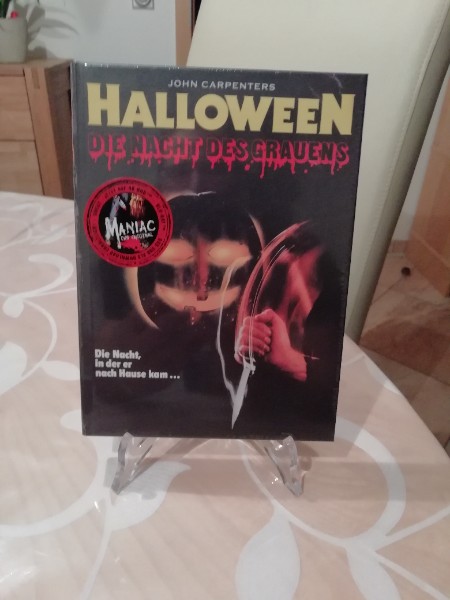 JOHN CARPENTERS
HALLOWEEN
DIE NACHT DES GRAUENS
MANIAC
Die Nacht,
in der er
nach Hause kam ...